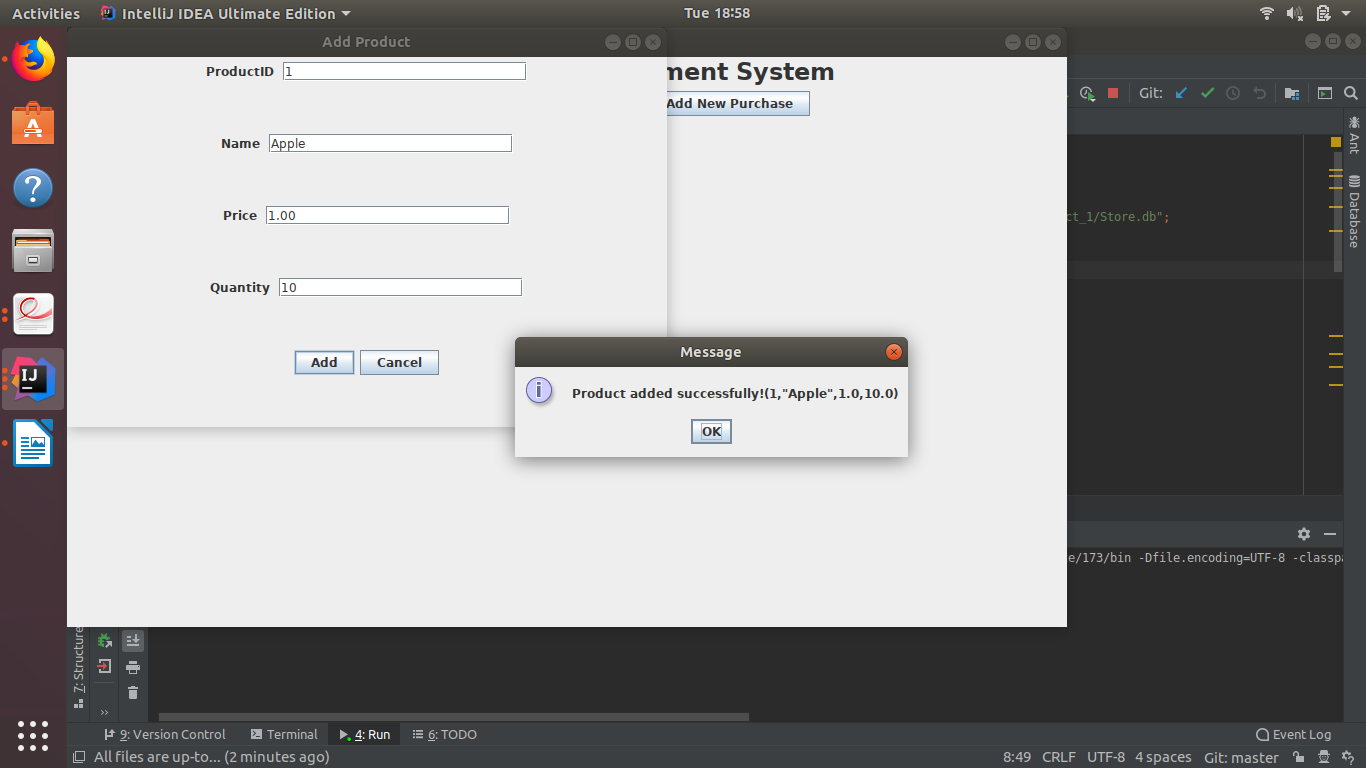 Activities
IntelliJ IDEA Ultimate Edition
Tue 18:58
Add Product
ProductID 1
ment System
Add New Purchase
Git:
Name Apple
Ant
Price 1.00
ct_1/Store.db";
Database
Quantity 10
Add Cancel
Message
Product added successfully!(1,"Apple",1.0,10.0)
OK
e/173/bin -Dfile.encoding=UTF-8 -classpa
7: Structure
9: Version Control Terminal 4: Run 6: TODO Event Log
All files are up-to... (2 minutes ago) 8:49 CRLF UTF-8 4 spaces Git: master